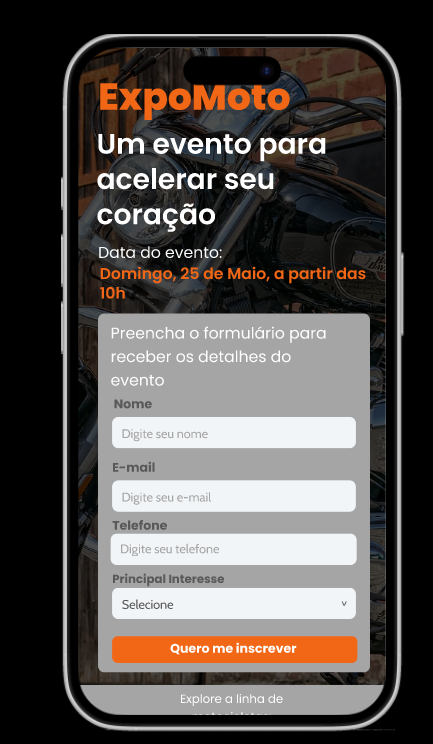 ExpoMoto
Um evento para
acelerar seu
coração
Data do evento:
Domingo, 25 de Maio, a partir das
10h
Preencha o formulário para
receber os detalhes do
evento
Nome
Digite seu nome
E-mail
Digite seu e-mail
Telefone
Digite seu telefone
Principal Interesse
Selecione
Quero me inscrever
Explore a linha de